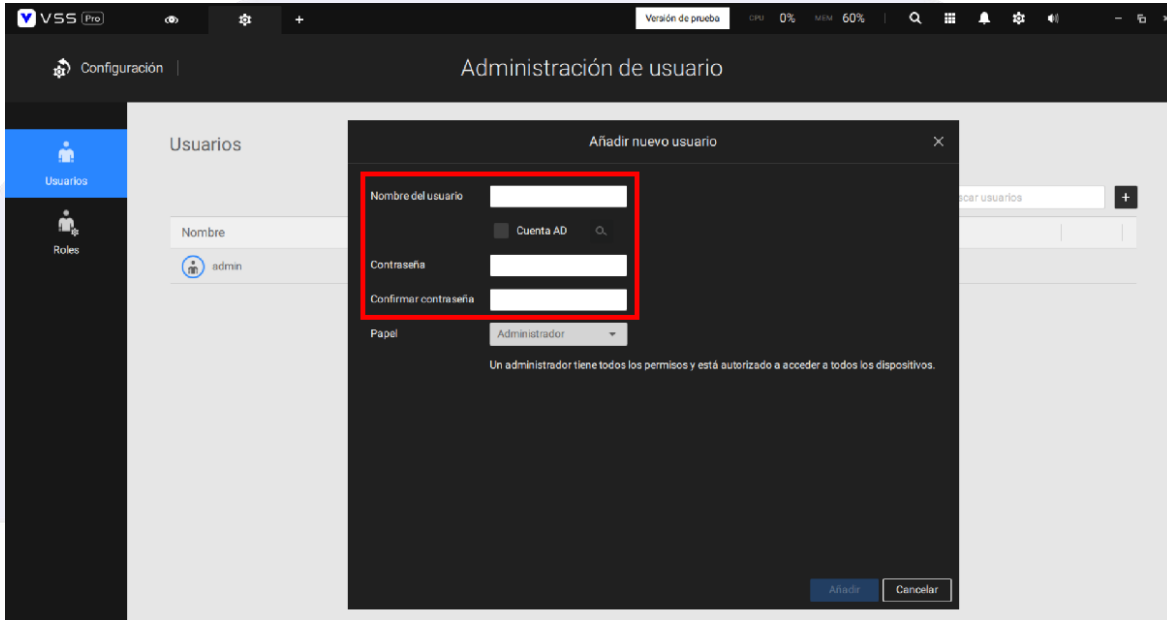 VSS Pro
Versión de prueba
CPU 0% MEM 60%
Configuración
Administración de usuario
Usuarios
Roles
Usuarios
scar usuarios
Nombre
admin
Añadir nuevo usuario
Nombre del usuario
Cuenta AD
Contraseña
Confirmar contraseña
Papel Administrador
Un administrador tiene todos los permisos y está autorizado a acceder a todos los dispositivos.
Añadir Cancelar